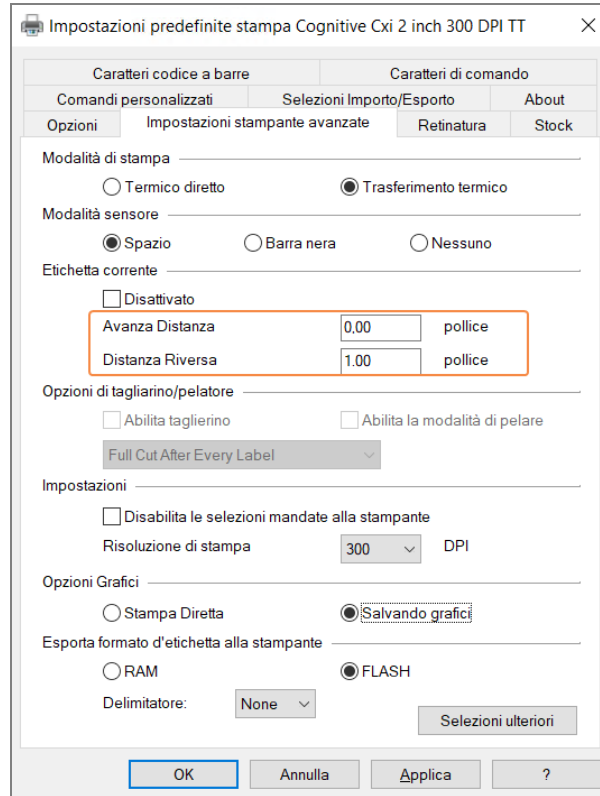 Impostazioni predefinite stampa Cognitive Cxi 2 inch 300 DPI TT
Caratteri codice a barre Caratteri di comando
Comandi personalizzati Selezioni Importo/Esporto About
Opzioni Impostazioni stampante avanzate Retinatura Stock
Modalità di stampa
Termico diretto Trasferimento termico
Modalità sensore
Spazio Barra nera Nessuno
Etichetta corrente
Disattivato
Avanza Distanza 0,00 pollice
Distanza Riversa 1.00 pollice
Opzioni di tagliarino/pelatore
Abilita taglierino Abilita la modalità di pelare
Full Cut After Every Label
Impostazioni
Disabilita le selezioni mandate alla stampante
Risoluzione di stampa 300 DPI
Opzioni Grafici
Stampa Diretta Salvando grafici
Esporta formato d'etichetta alla stampante
RAM FLASH
Delimitatore: None
Selezioni ulteriori
OK Annulla Applica ?